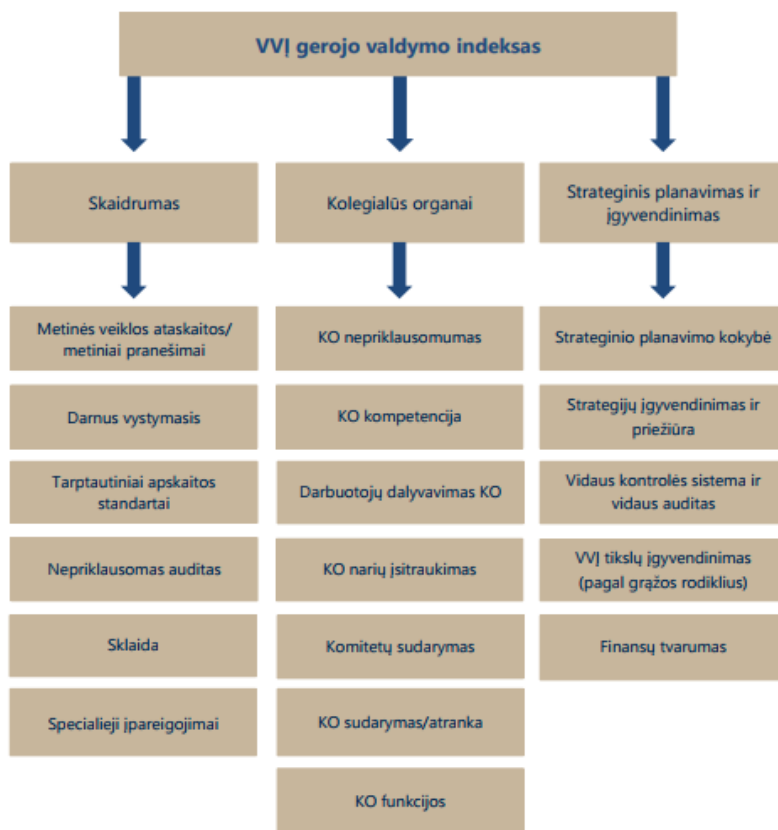 VVĮ gerojo valdymo indeksas
Skaidrumas
Kolegialūs organai
Strateginis planavimas ir
įgyvendinimas
Metinės veiklos ataskaitos/
metiniai pranešimai
Darnus vystymasis
Tarptautiniai apskaitos
standartai
Nepriklausomas auditas
Sklaida
Specialieji įpareigojimai
KO nepriklausomumas
KO kompetencija
Darbuotojų dalyvavimas KO
KO narių įsitraukimas
Komitetų sudarymas
KO sudarymas/atranka
KO funkcijos
Strateginio planavimo kokybė
Strategijų įgyvendinimas ir
priežiūra
Vidaus kontrolės sistema ir
vidaus auditas
VVĮ tikslų įgyvendinimas
(pagal grąžos rodiklius)
Finansų tvarumas